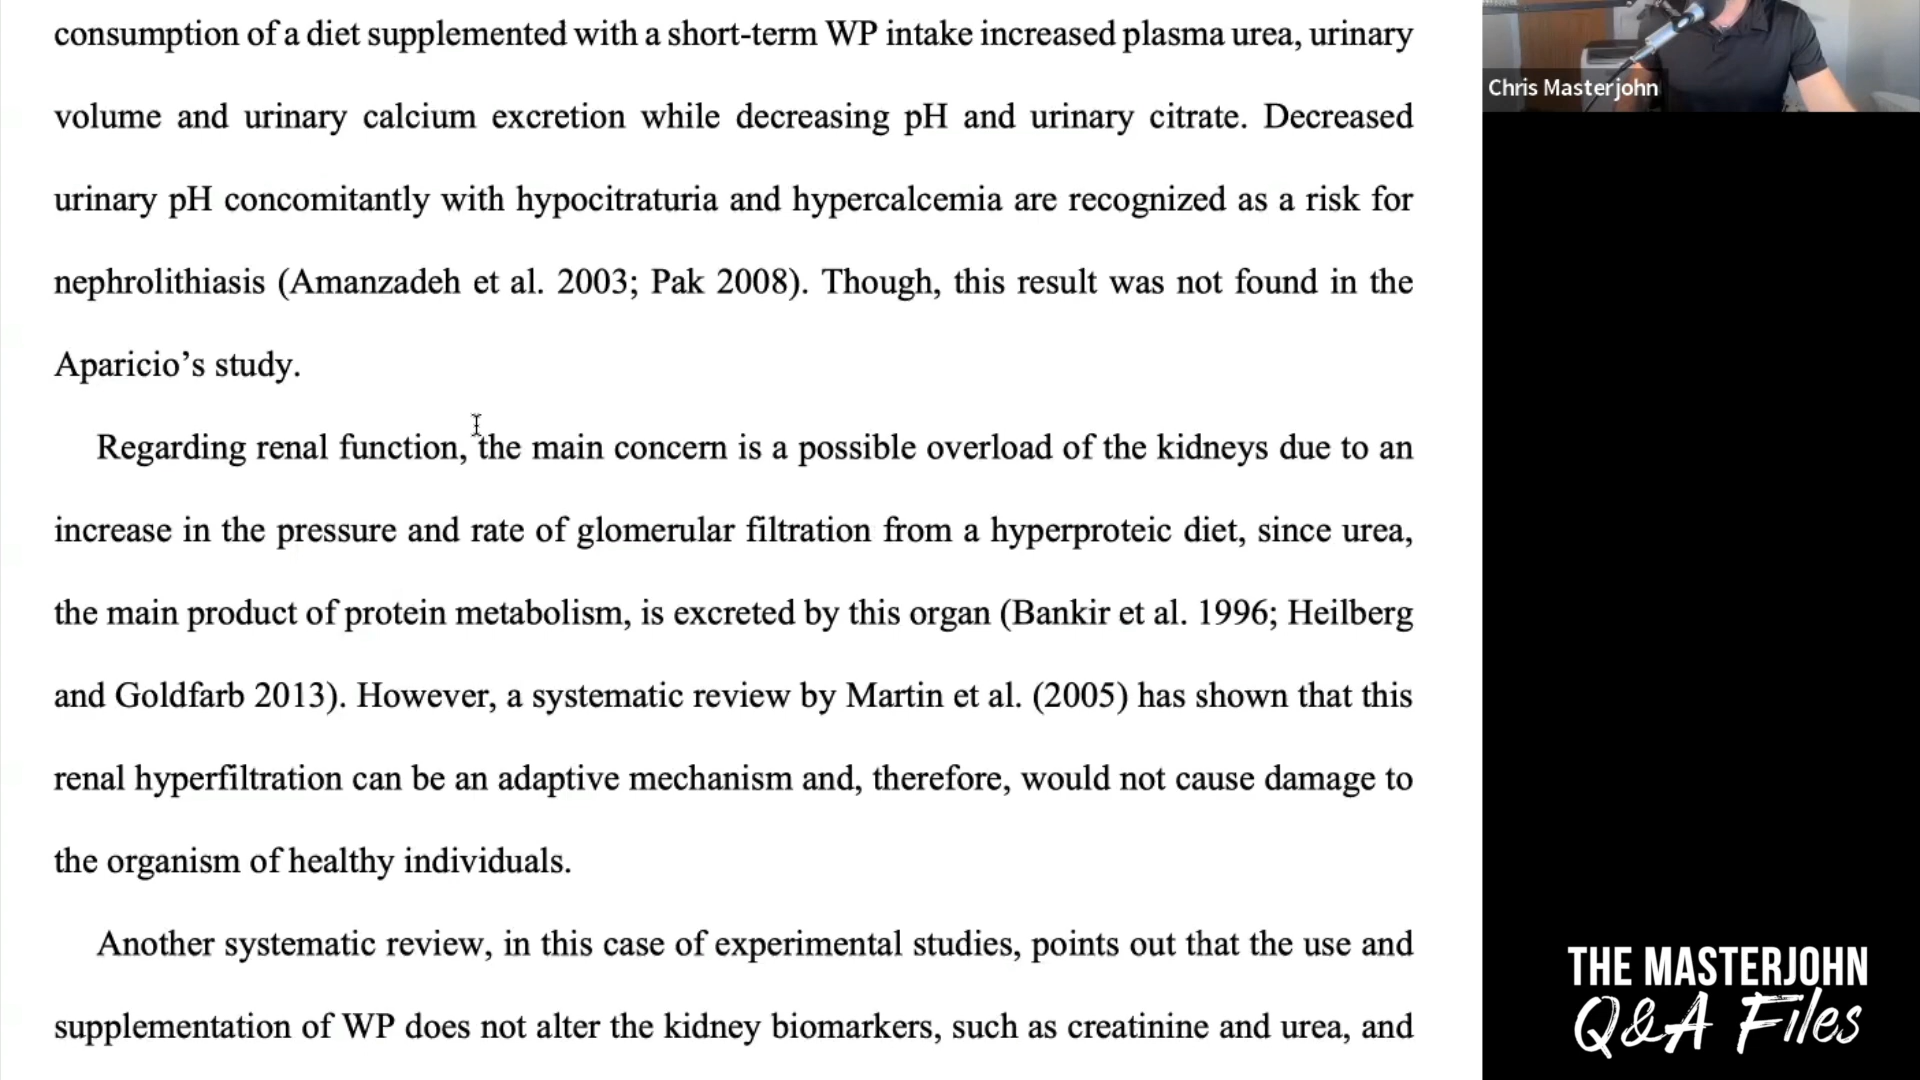 consumption of a diet supplemented with a short-term WP intake increased plasma urea, urinary
volume and urinary calcium excretion while decreasing pH and urinary citrate. Decreased
urinary pH concomitantly with hypocitraturia and hypercalcemia are recognized as a risk for
nephrolithiasis (Amanzadeh et al. 2003; Pak 2008). Though, this result was not found in the
Aparicio’s study.
Regarding renal function, the main concern is a possible overload of the kidneys due to an
increase in the pressure and rate of glomerular filtration from a hyperproteic diet, since urea,
the main product of protein metabolism, is excreted by this organ (Bankir et al. 1996; Heilberg
and Goldfarb 2013). However, a systematic review by Martin et al. (2005) has shown that this
renal hyperfiltration can be an adaptive mechanism and, therefore, would not cause damage to
the organism of healthy individuals.
Another systematic review, in this case of experimental studies, points out that the use and
supplementation of WP does not alter the kidney biomarkers, such as creatinine and urea, and
Chris Masterjohn
THE MASTERJOHN
Q&A Files